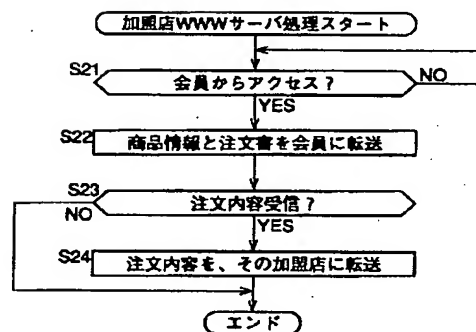 加盟店WWWサーバ処理スタート
S21
会員からアクセス？
NO
YES
S22
商品情報と注文書を会員に転送
S23
NO
注文内容受信？
YES
S24
注文内容を、その加盟店に転送
エンド